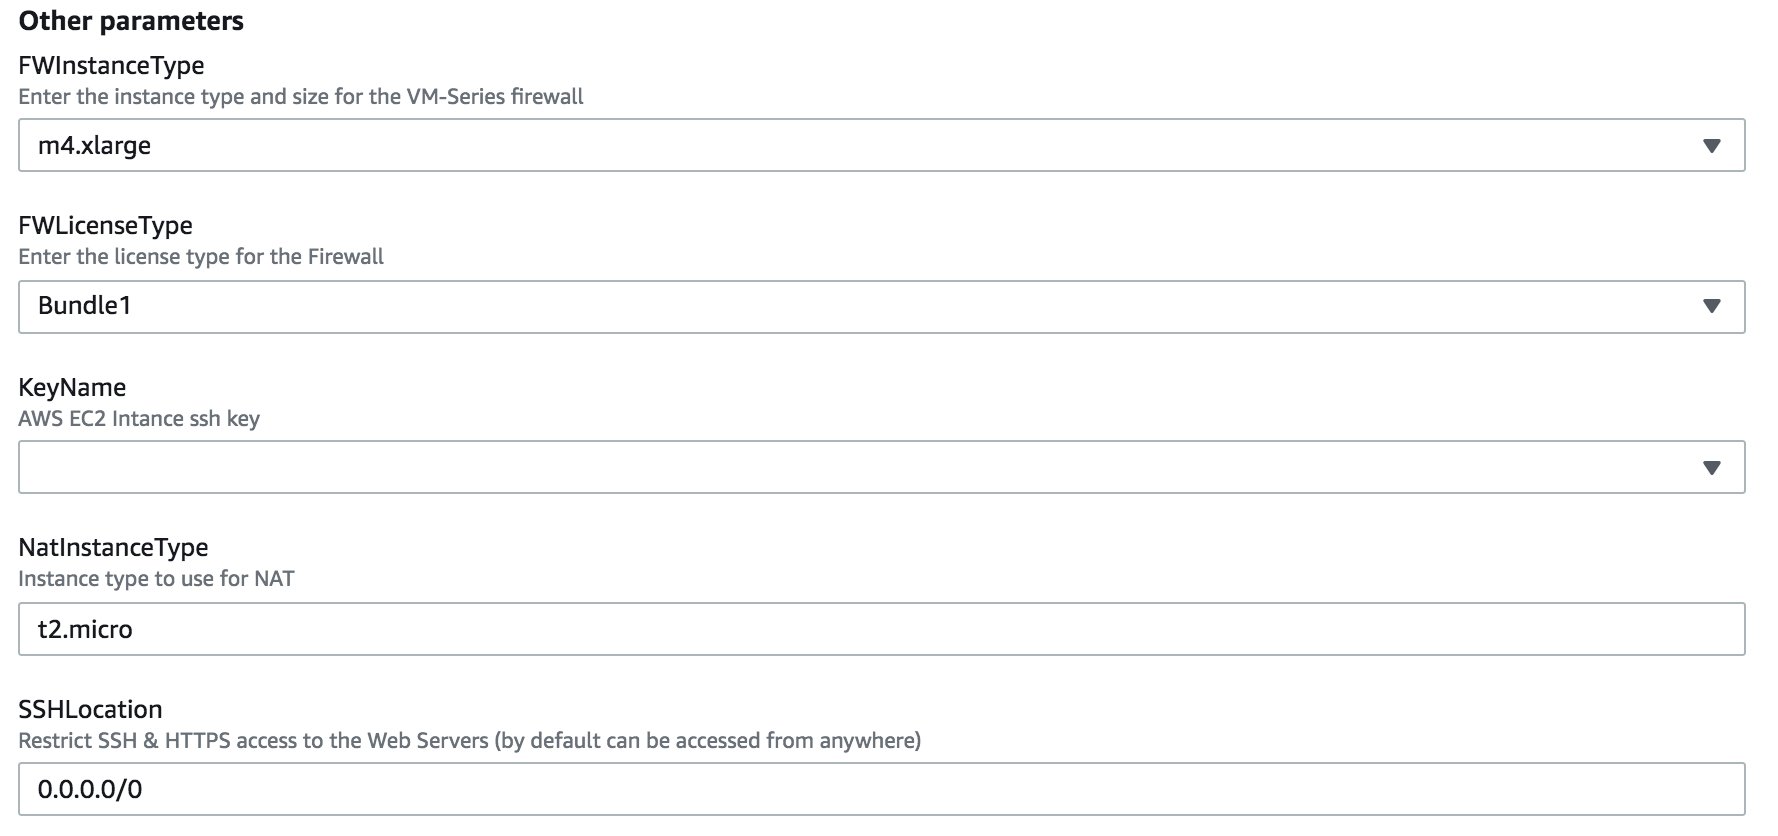 Other parameters
FWInstanceType
Enter the instance type and size for the VM-Series firewall
m4.xlarge
FWLicenseType
Enter the license type for the Firewall
Bundle1
KeyName
AWS EC2 Intance ssh key
NatInstanceType
Instance type to use for NAT
t2.micro
SSHLocation
Restrict SSH & HTTPS access to the Web Servers (by default can be accessed from anywhere)
0.0.0.0/0